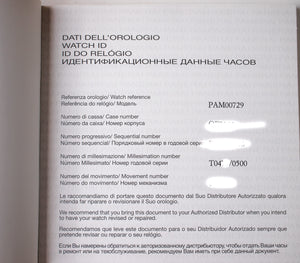 DATI DELL'OROLOGIO
WATCH ID
ID DO RELÓGIO
ИДЕНТИФИКАЦИОННЫЕ ДАННЫЕ ЧАСОВ
Referenza orologio/ Watch reference
Referência do relógio/ Модель PAM00729
Numero di cassa/ Case number
Número da caixa/ Номер корпуса
Numero progressivo/ Sequential number
Número sequencial/ Порядковый номер в годовой серии
Numero di millesimazione/ Millesimation number
Número Millesimato/ Номер годовой серии T04 /0500
Numero del movimento/ Movement number
Número do movimento/ Номер механизма
Le raccomandiamo di portare questo documento dal Suo Distributore Autorizzato qualora
intenda far riparare o revisionare il Suo orologio.
We recommend that you bring this document to your Authorized Distributor when you intend
to have your watch revised or repaired.
Recomendamos que leve este documento para o seu Distribuidor Autorizado sempre que
pretende revisar ou reparar o seu relógio.
Если Вы намерены обратиться к авторизованному дистрибьютору, чтобы отдать Ваши часы
в ремонт или на техобслуживание, рекомендуем Вам иметь при себе данный документ.